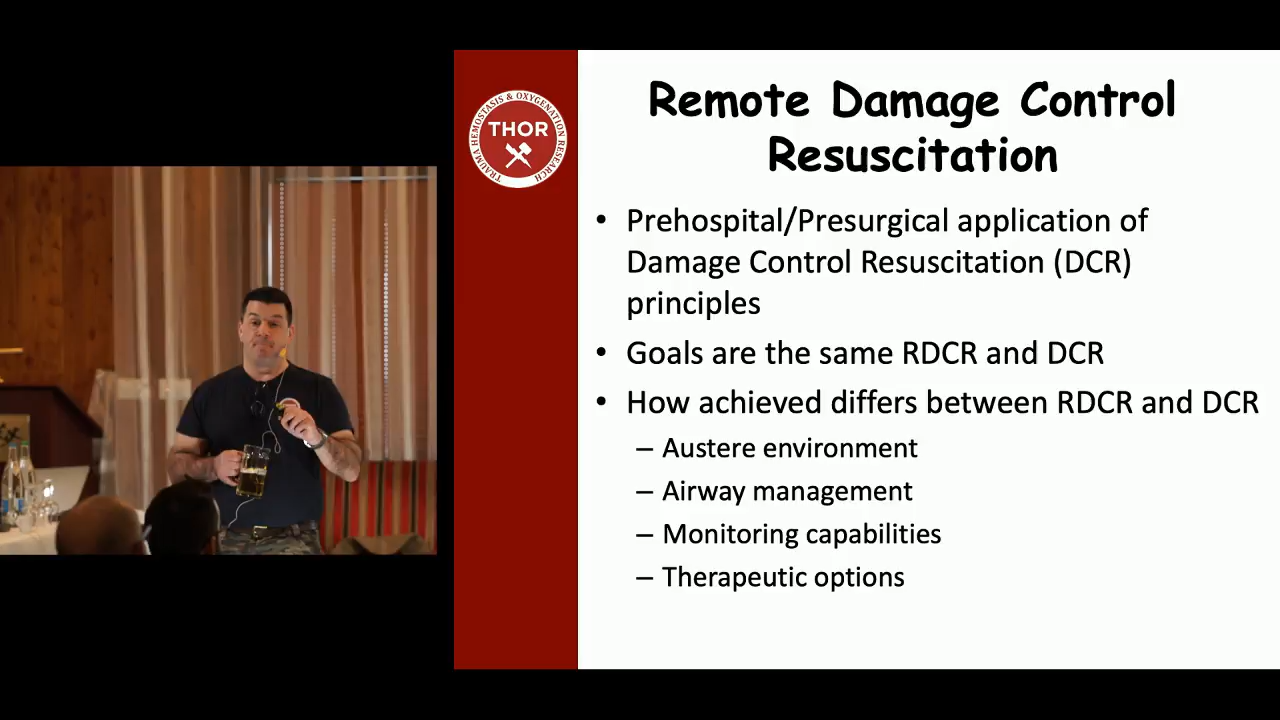 TRAUMA HEMOSTASIS & OXYGENATION RESEARCH
THOR
Remote Damage Control
Resuscitation
• Prehospital/Presurgical application of
Damage Control Resuscitation (DCR)
principles
• Goals are the same RDCR and DCR
• How achieved differs between RDCR and DCR
– Austere environment
– Airway management
– Monitoring capabilities
– Therapeutic options